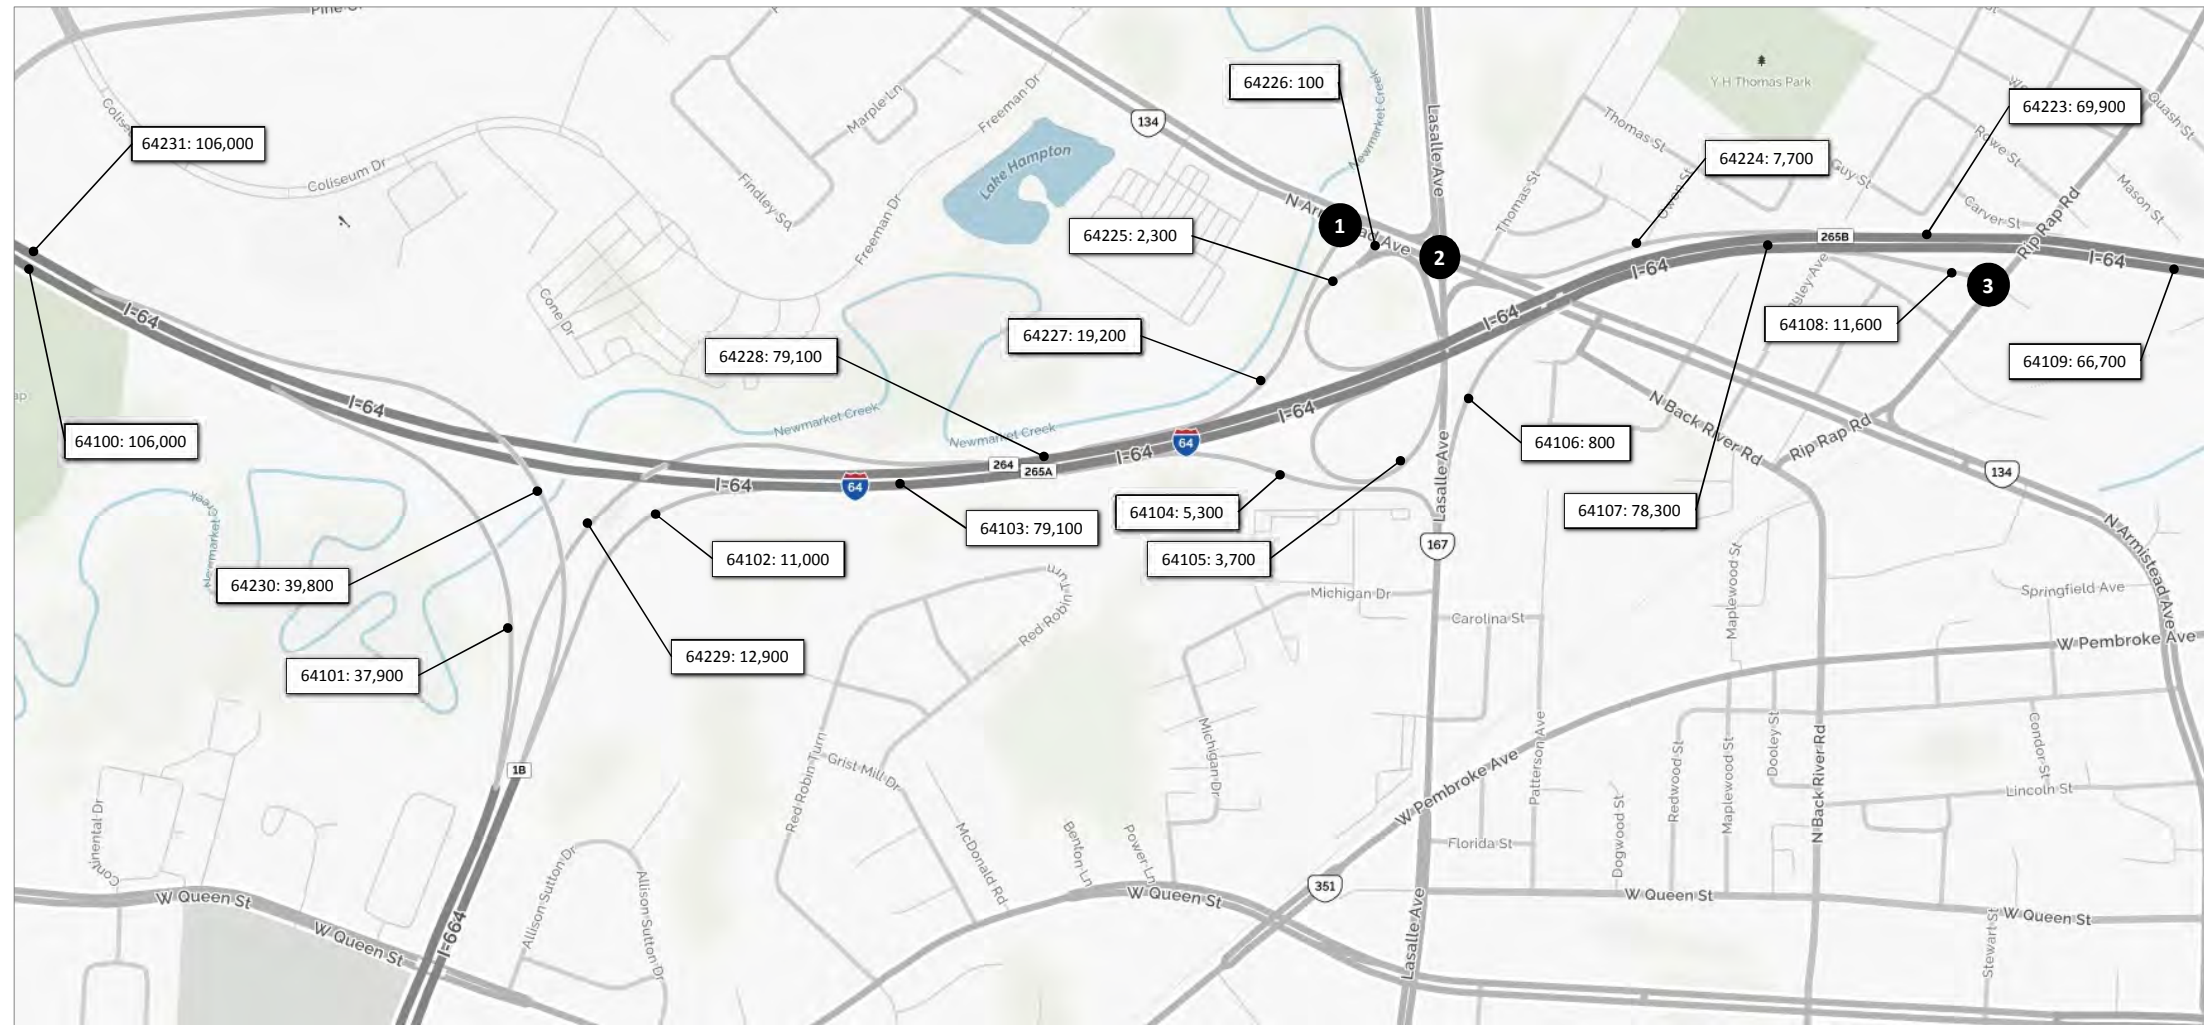 134
Marple Ln
Freeman Dr
Newmarket Creek
Lasalle Ave
64226: 100
Y H Thomas Park
64223: 69,900
Quash St
64231: 106,000
Coliseum Dr
Findley Sq
Lake Hampton
Thomas St
64224: 7,700
Guy St
Rowe St
Mason St
Owen St
Carver St
Rip Rap Rd
Freeman Dr
64225: 2,300
1
2
Thomas St
265B
I-64
I-64
I-64
3
64108: 11,600
I-64
Cone Dr
64228: 79,100
64227: 19,200
I-64
64109: 66,700
I-64
Newmarket Creek
Newmarket Creek
I-64
64
I-64
N Back River Rd
Rip Rap Rd
64100: 106,000
64106: 800
264
265A
I-64
64
Lasalle Ave
134
Newmarket Creek
64103: 79,100
64104: 5,300
64107: 78,300
N Armistead Ave
64102: 11,000
64105: 3,700
167
64230: 39,800
Red Robin Turn
Michigan Dr
Maplewood St
Springfield Ave
Carolina St
64101: 37,900
64229: 12,900
W Pembroke Ave
1B
Red Robin Turn
Grist Mill Dr
Michigan Dr
Patterson Ave
W Pembroke Ave
Redwood St
Maplewood St
Dooley St
N Back River Rd
Condor St
Lincoln St
Continental Dr
McDonald Rd
Benton Ln
Power Ln
Florida St
Dogwood St
Allison Sutton Dr
Allison Sutton Dr
351
W Queen St
W Queen St
W Queen St
W Queen St
W Queen St
I-664
Lasalle Ave
Stewart St